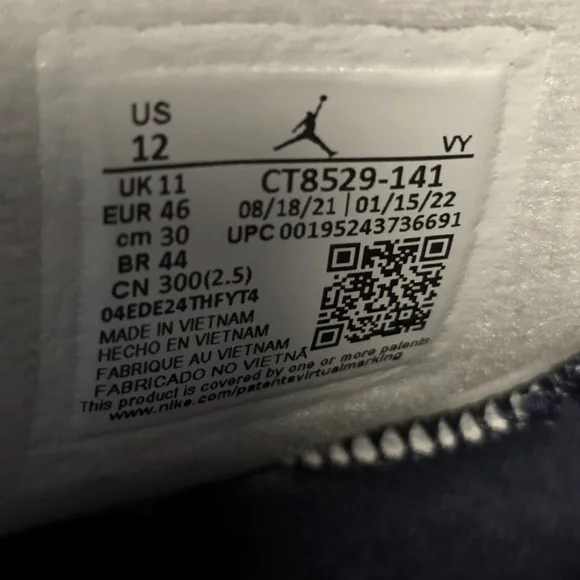 US
12
VY
UK 11
EUR 46
cm 30
BR 44
CN 300(2.5)
CT8529-141
08/18/21 | 01/15/22
UPC 00195243736691
04EDE24THFYT4
MADE IN VIETNAM
HECHO EN VIETNAM
FABRIQUE AU VIETNAM
FABRICADO NO VIETNÃ
This product is covered by one or more patents
www.nike.com/patentsvirtualmarking